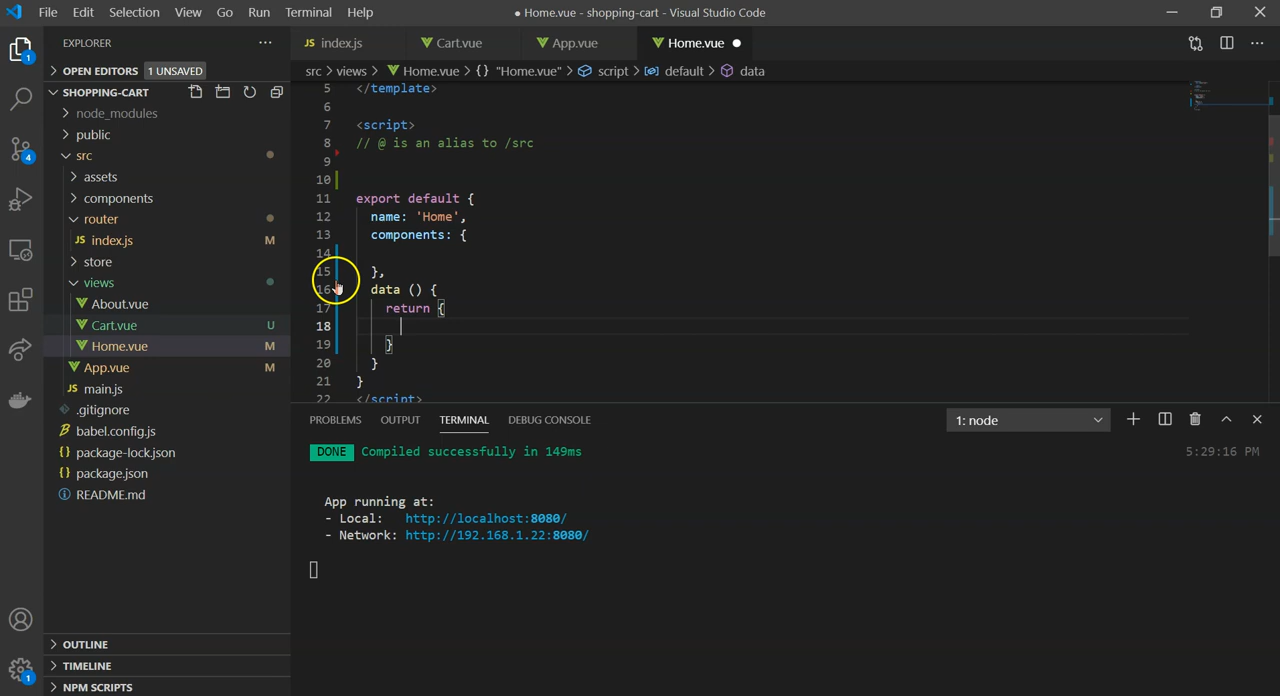 File Edit Selection View Go Run Terminal Help
● Home.vue - shopping-cart - Visual Studio Code
EXPLORER
OPEN EDITORS 1 UNSAVED
SHOPPING-CART
node_modules
public
src
assets
components
router
JS index.js M
store
views
About.vue
Cart.vue U
Home.vue M
App.vue M
JS main.js
.gitignore
babel.config.js
{} package-lock.json
{} package.json
README.md
OUTLINE
TIMELINE
NPM SCRIPTS
1
4
1
JS index.js Cart.vue App.vue Home.vue ●
src > views > Home.vue > {} "Home.vue" > script > default > data
5 </template>
6
7 <script>
8 // @ is an alias to /src
9
10
11 export default {
12 name: 'Home',
13 components: {
14
15 },
16 data () {
17 return {
18
19 }
20 }
21 }
22 </script>
PROBLEMS OUTPUT TERMINAL DEBUG CONSOLE 1: node
DONE Compiled successfully in 149ms 5:29:16 PM
App running at:
- Local: http://localhost:8080/
- Network: http://192.168.1.22:8080/